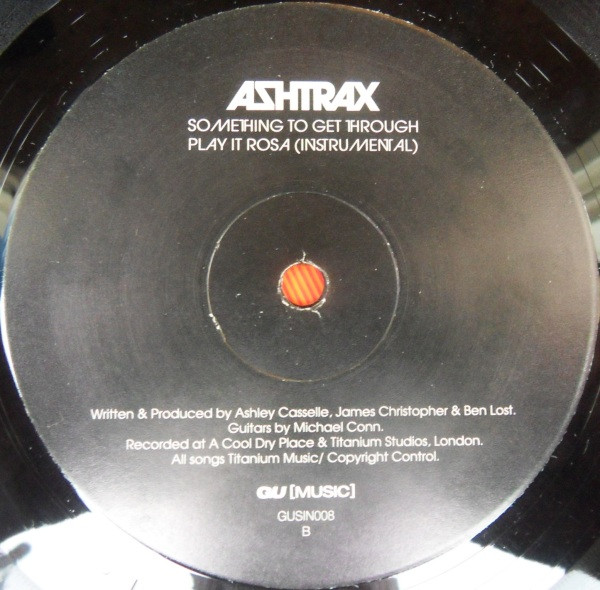 ASHTRAX
SOMETHING TO GET THROUGH
PLAY IT ROSA (INSTRUMENTAL)
Written & Produced by Ashley Casselle, James Christopher & Ben Lost.
Guitars by Michael Conn.
Recorded at A Cool Dry Place & Titanium Studios, London.
All songs Titanium Music/ Copyright Control.
GU [MUSIC]
GUSIN008
B